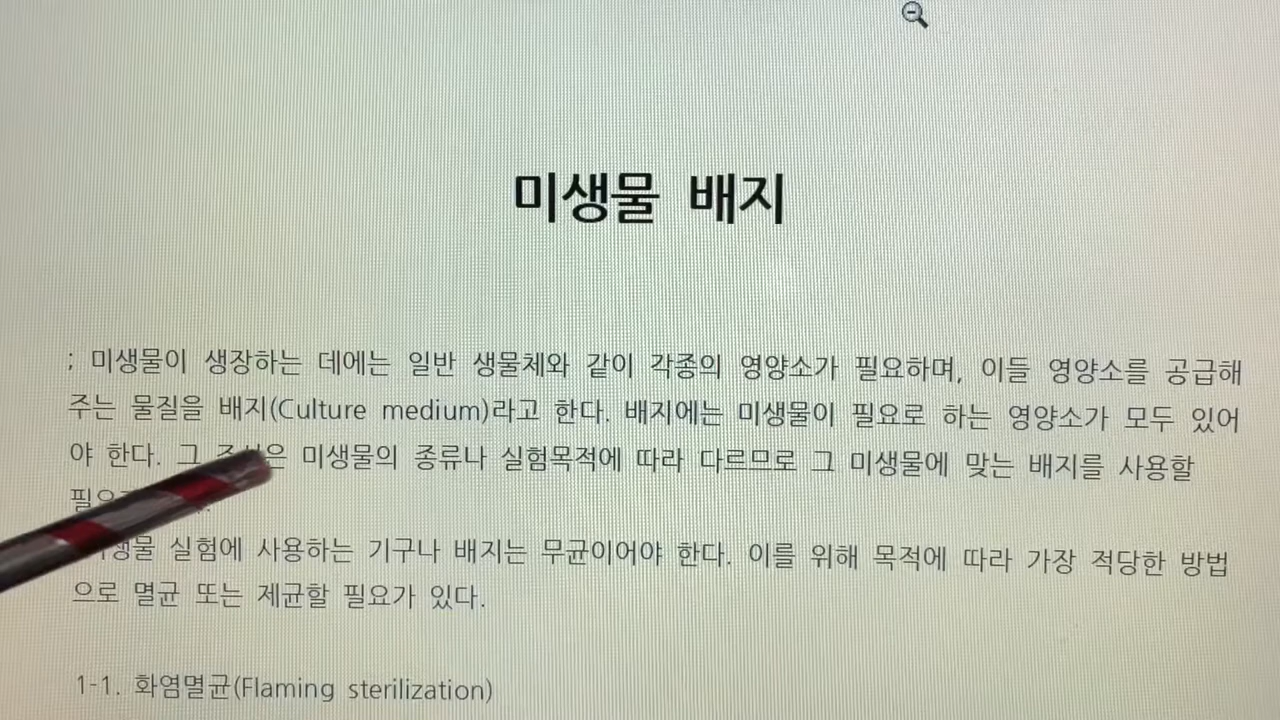 미생물 배지
; 미생물이 생장하는 데에는 일반 생물체와 같이 각종의 영양소가 필요하며, 이들 영양소를 공급해
주는 물질을 배지(Culture medium)라고 한다. 배지에는 미생물이 필요로 하는 영양소가 모두 있어
야 한다. 그 미생물의 종류나 실험목적에 따라 다르므로 그 미생물에 맞는 배지를 사용할
실험에 사용하는 기구나 배지는 무균이어야 한다. 이를 위해 목적에 따라 가장 적당한 방법
으로 멸균 또는 제균할 필요가 있다.
1-1. 화염멸균(Flaming sterilization)